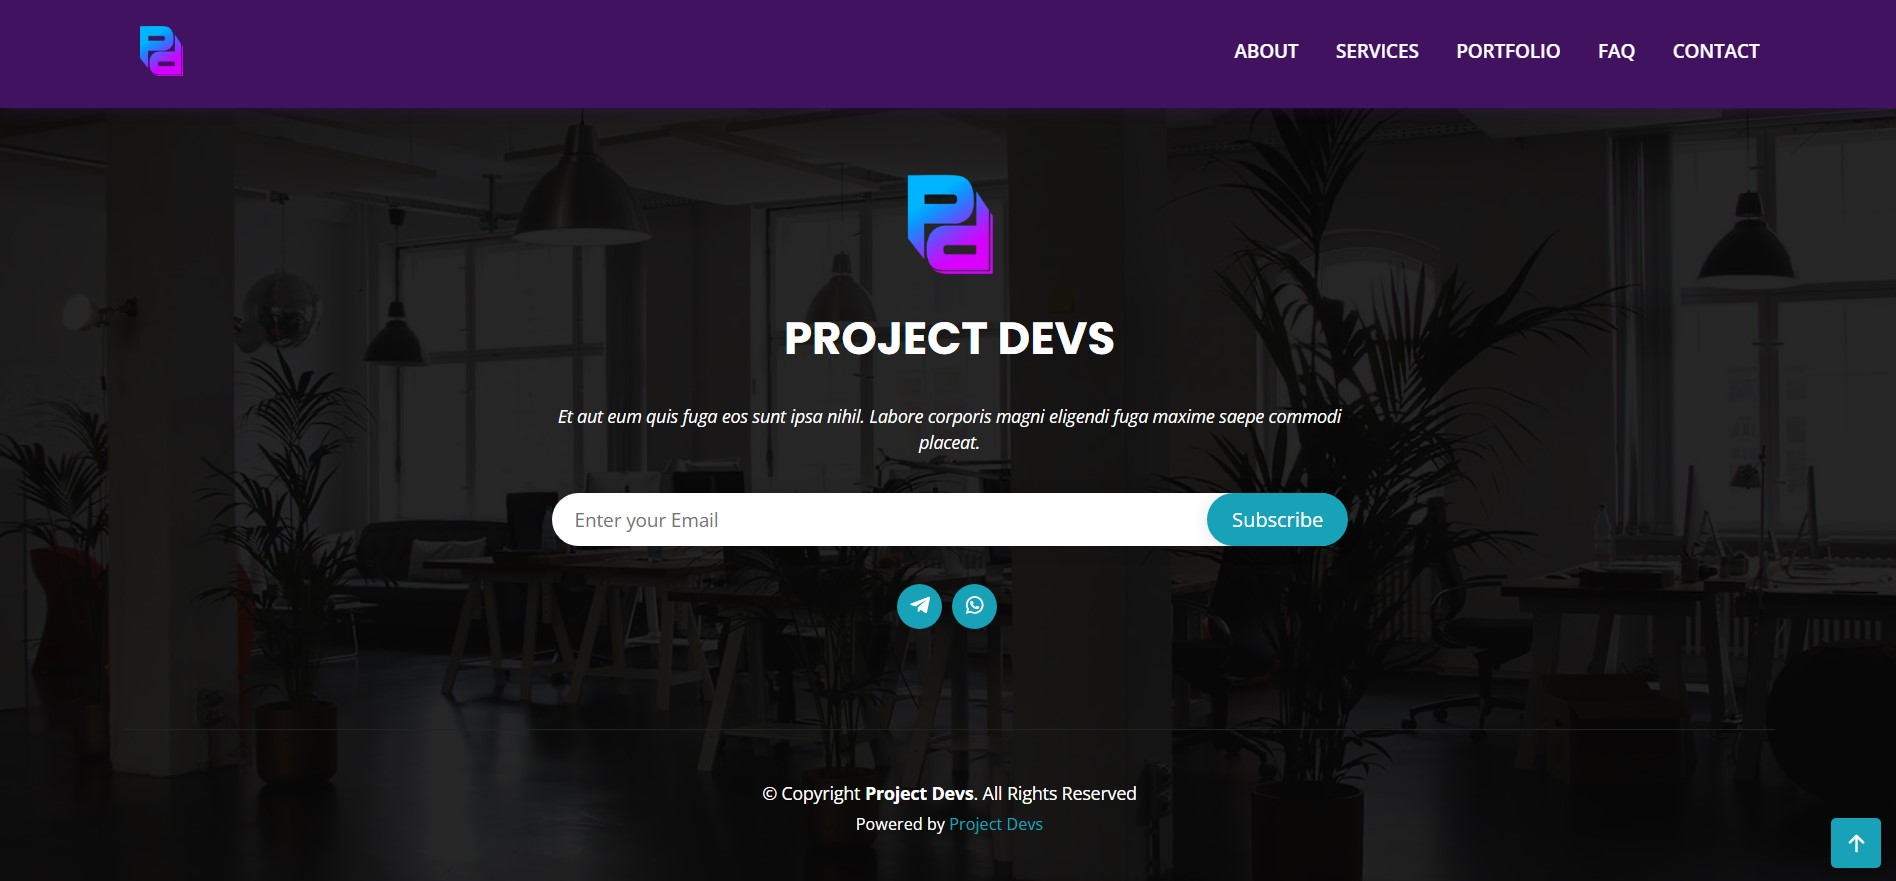 Pd
ABOUT SERVICES PORTFOLIO FAQ CONTACT
Pd
PROJECT DEVS
Et aut eum quis fuga eos sunt ipsa nihil. Labore corporis magni eligendi fuga maxime saepe commodi
placeat.
Enter your Email Subscribe
© Copyright Project Devs. All Rights Reserved
Powered by Project Devs